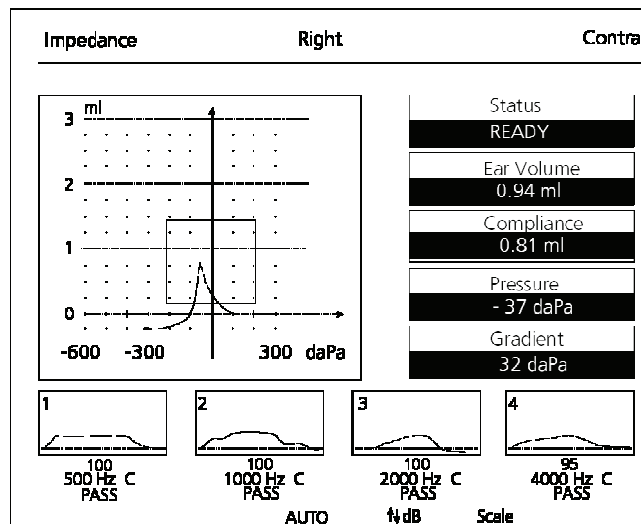 Impedance Right Contra
ml
3
2
1
0
-600 -300 300 daPa
Status
READY
Ear Volume
0.94 ml
Compliance
0.81 ml
Pressure
- 37 daPa
Gradient
32 daPa
1
100
500 Hz C
PASS
2
100
1000 Hz C
PASS
3
100
2000 Hz C
PASS
4
95
4000 Hz C
PASS
AUTO ⇅ dB Scale